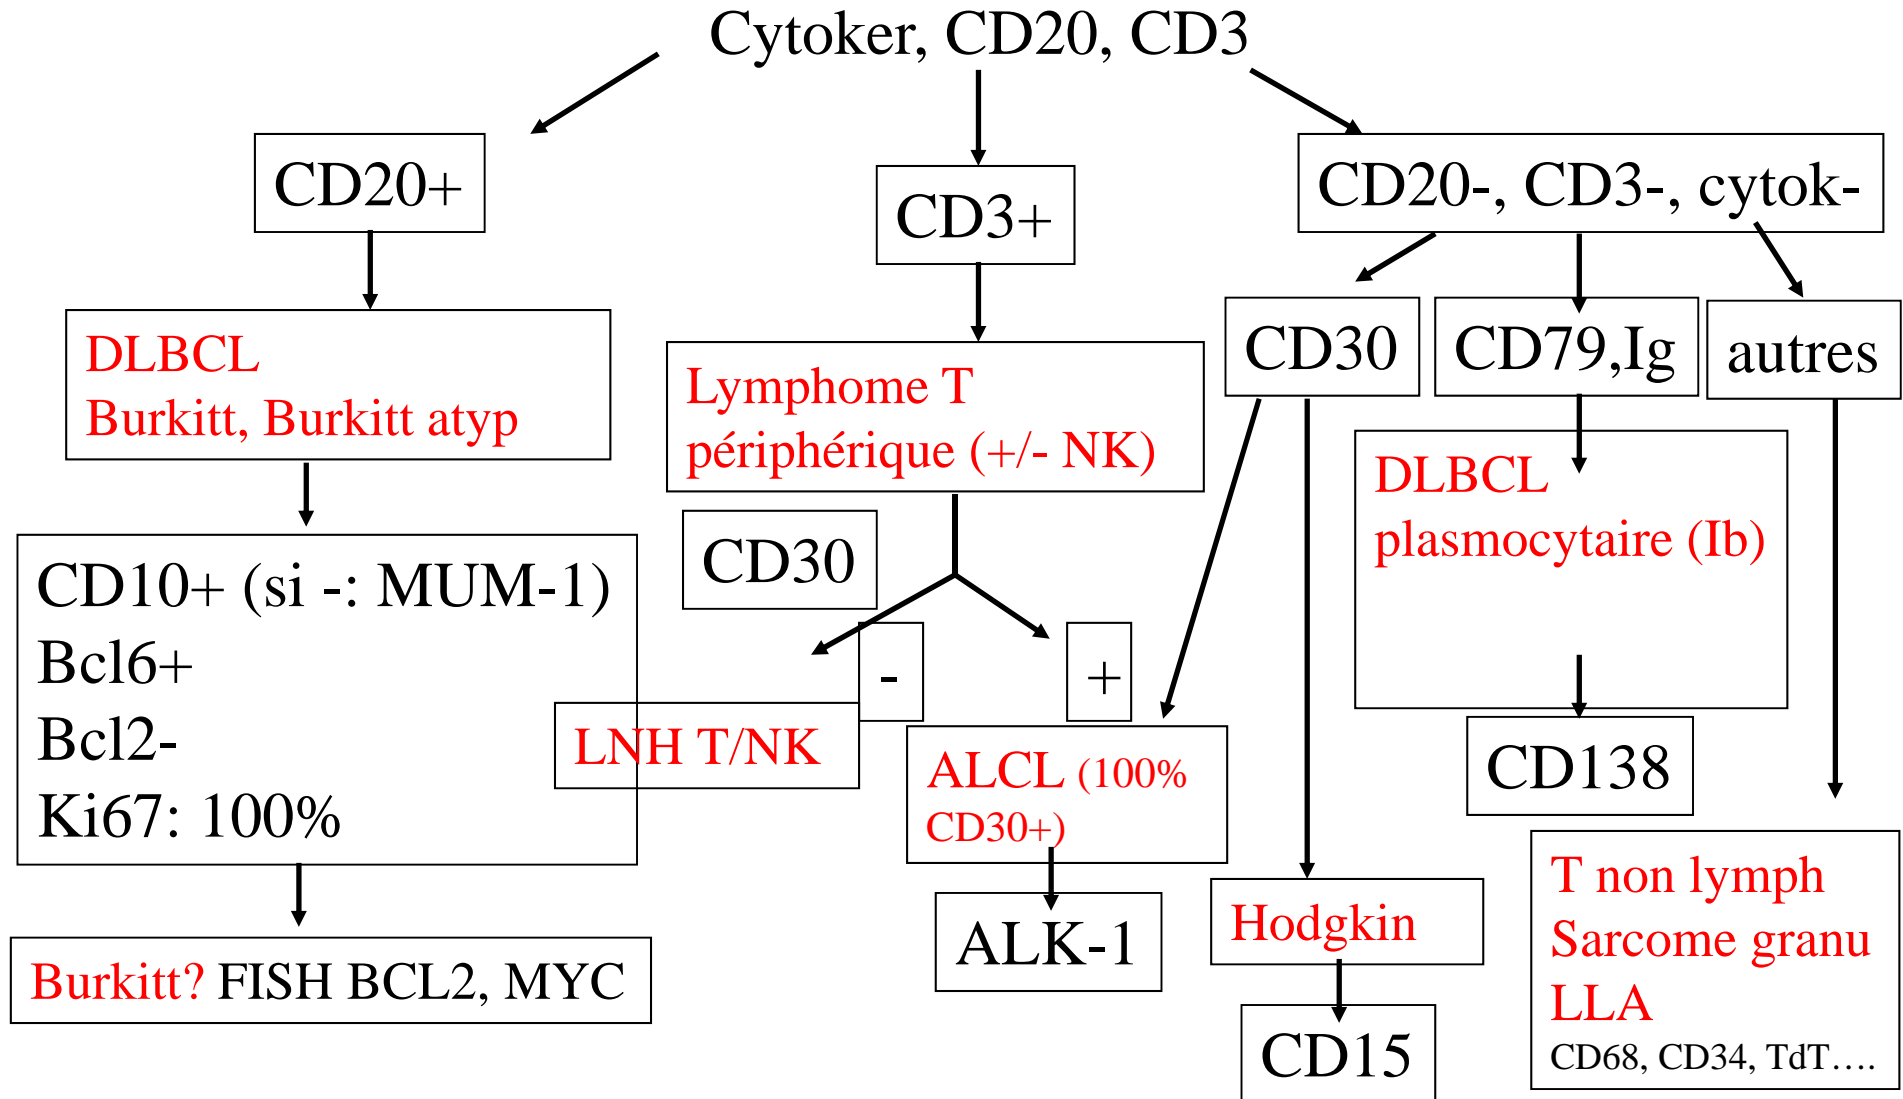 Cytoker, CD20, CD3
CD20+
CD3+
CD20-, CD3-, cytok-
DLBCL
Burkitt, Burkitt atyp
Lymphome T
périphérique (+/- NK)
CD30
CD79,Ig
autres
CD10+ (si -: MUM-1)
Bcl6+
Bcl2-
Ki67: 100%
CD30
-
+
LNH T/NK
ALCL (100%
CD30+)
DLBCL
plasmocytaire (Ib)
CD138
Burkitt? FISH BCL2, MYC
ALK-1
Hodgkin
CD15
T non lymph
Sarcome granu
LLA
CD68, CD34, TdT….